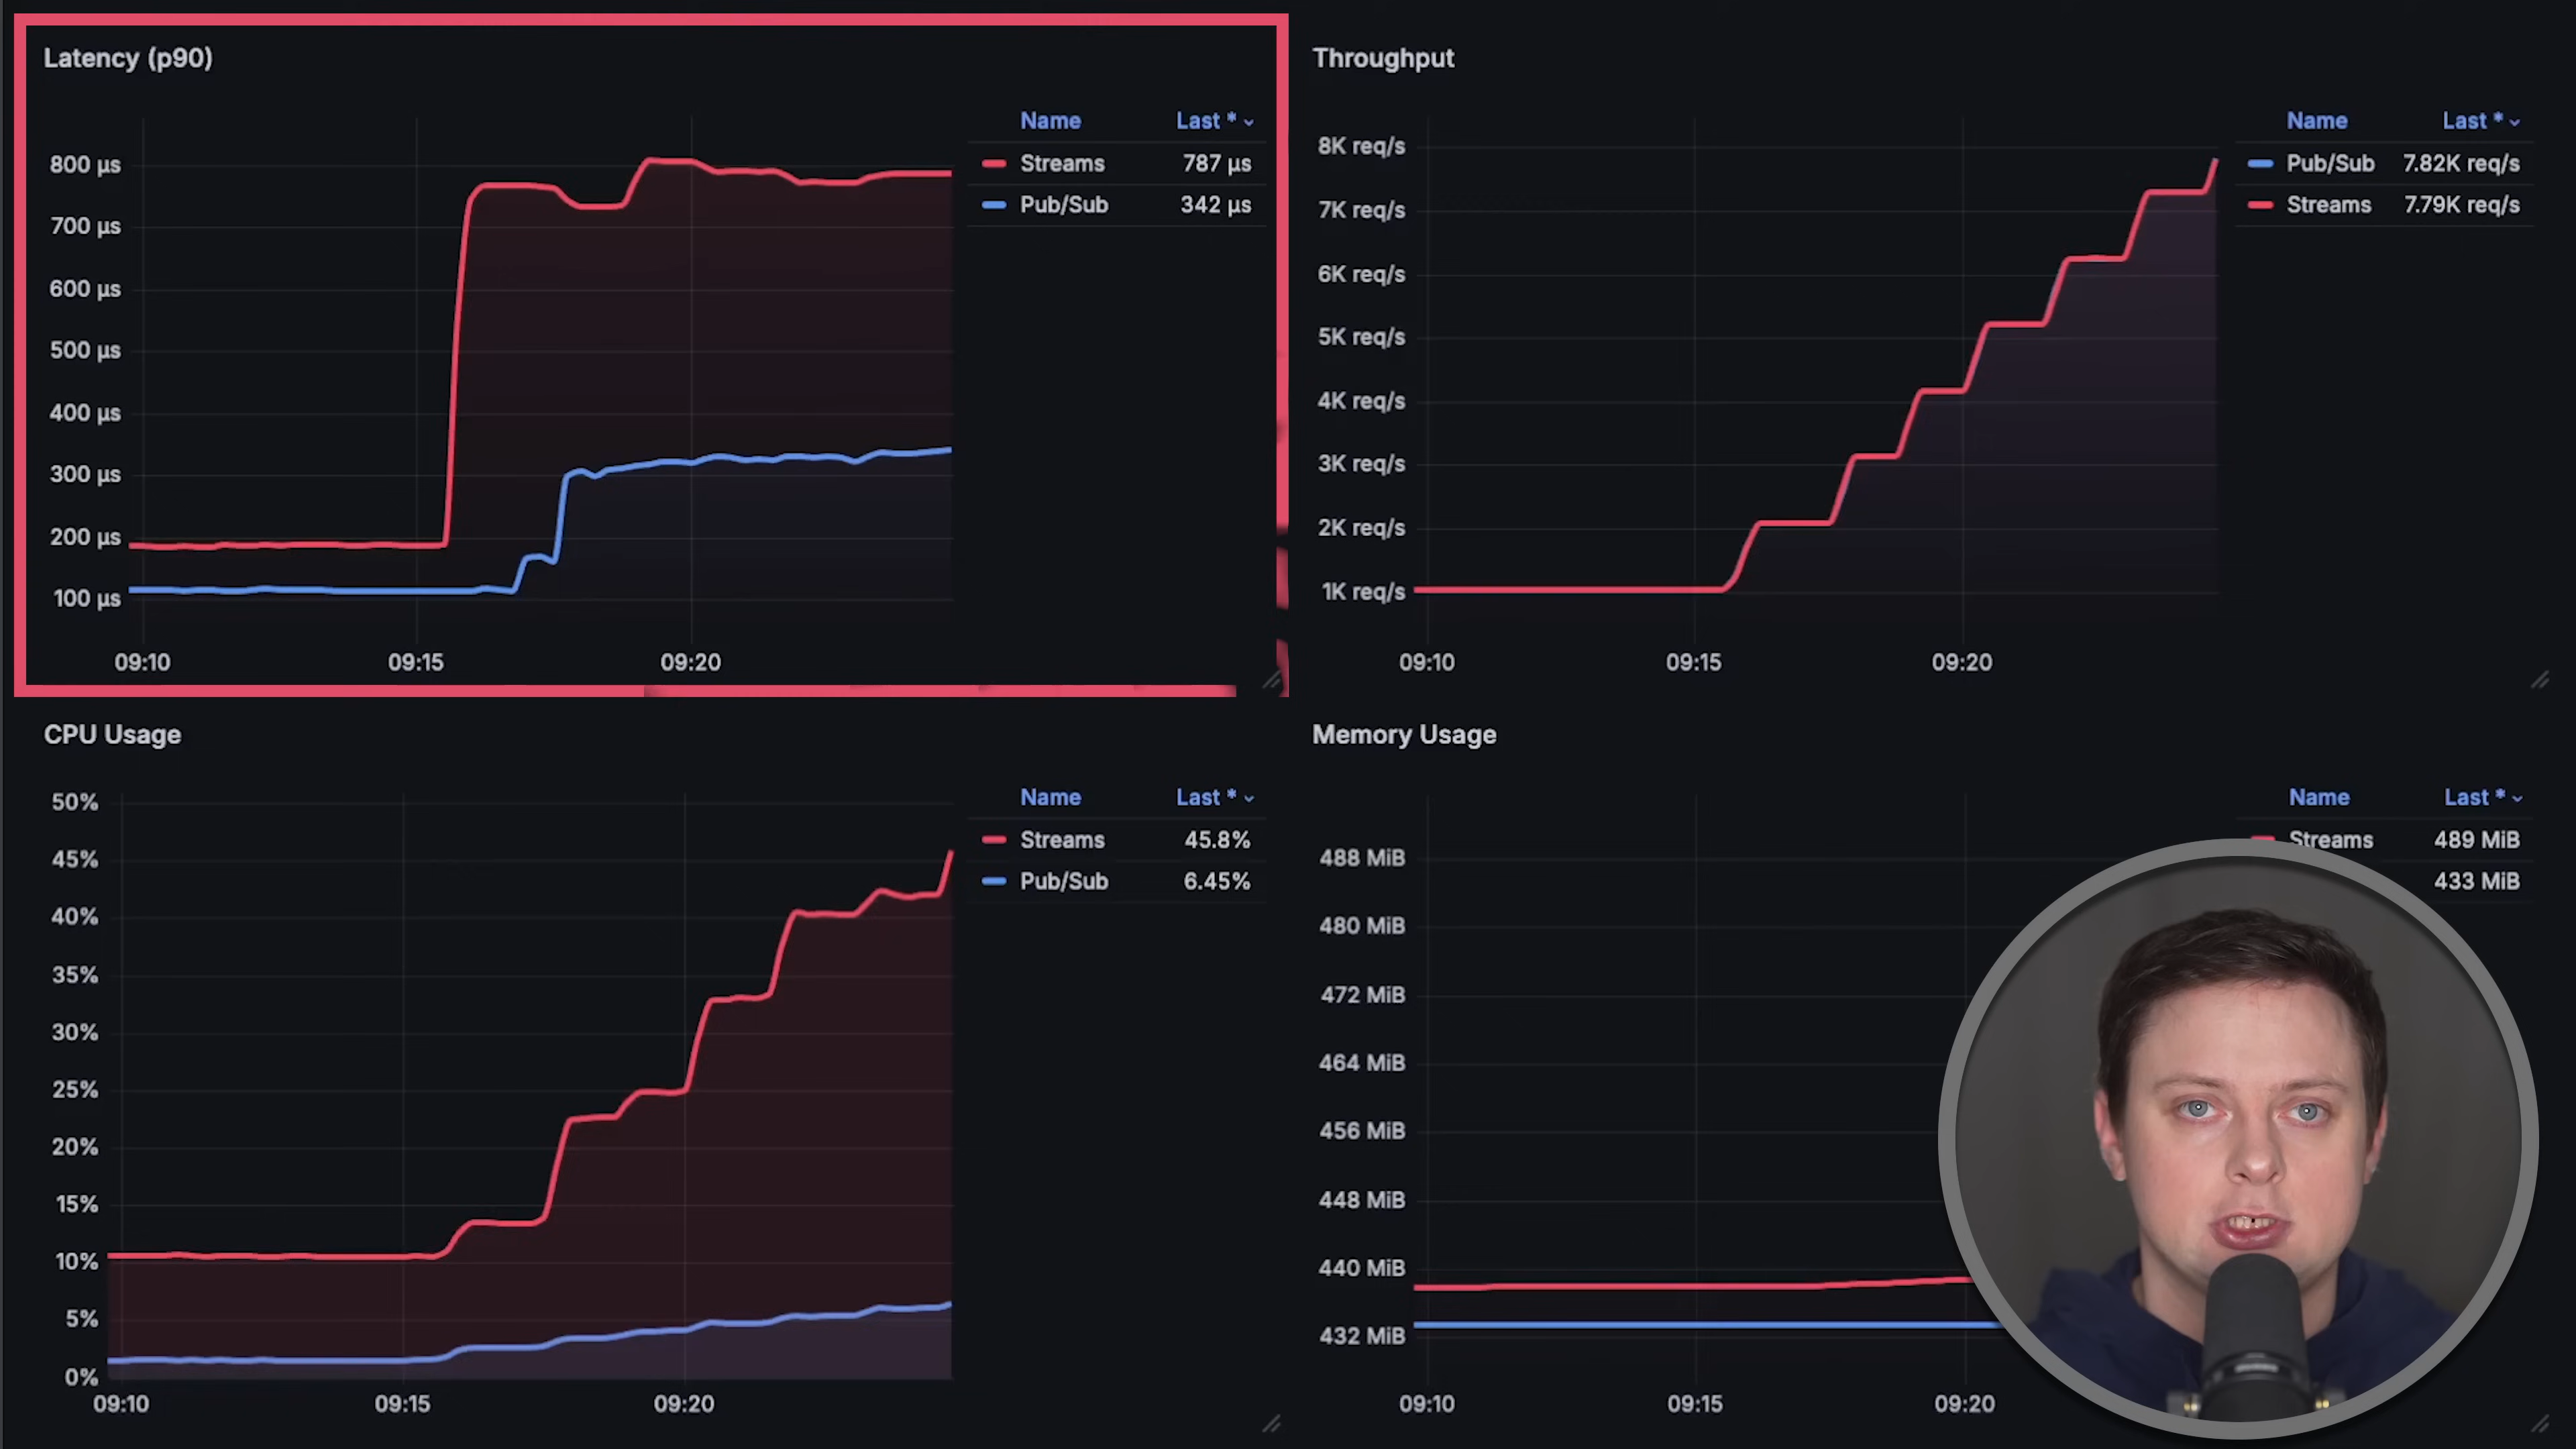 Latency (p90)
Name Last *
800 µs
Streams 787 µs
700 µs
Pub/Sub 342 µs
600 µs
500 µs
400 µs
300 µs
200 µs
100 µs
09:10 09:15 09:20
Throughput
Name Last *
8K req/s
Pub/Sub 7.82K req/s
7K req/s
Streams 7.79K req/s
6K req/s
5K req/s
4K req/s
3K req/s
2K req/s
1K req/s
09:10 09:15 09:20
CPU Usage
Name Last *
50%
Streams 45.8%
45%
Pub/Sub 6.45%
40%
35%
30%
25%
20%
15%
10%
5%
0%
09:10 09:15 09:20
Memory Usage
Name Last *
Streams 489 MiB
488 MiB
433 MiB
480 MiB
472 MiB
464 MiB
456 MiB
448 MiB
440 MiB
432 MiB
09:10 09:15 09:20